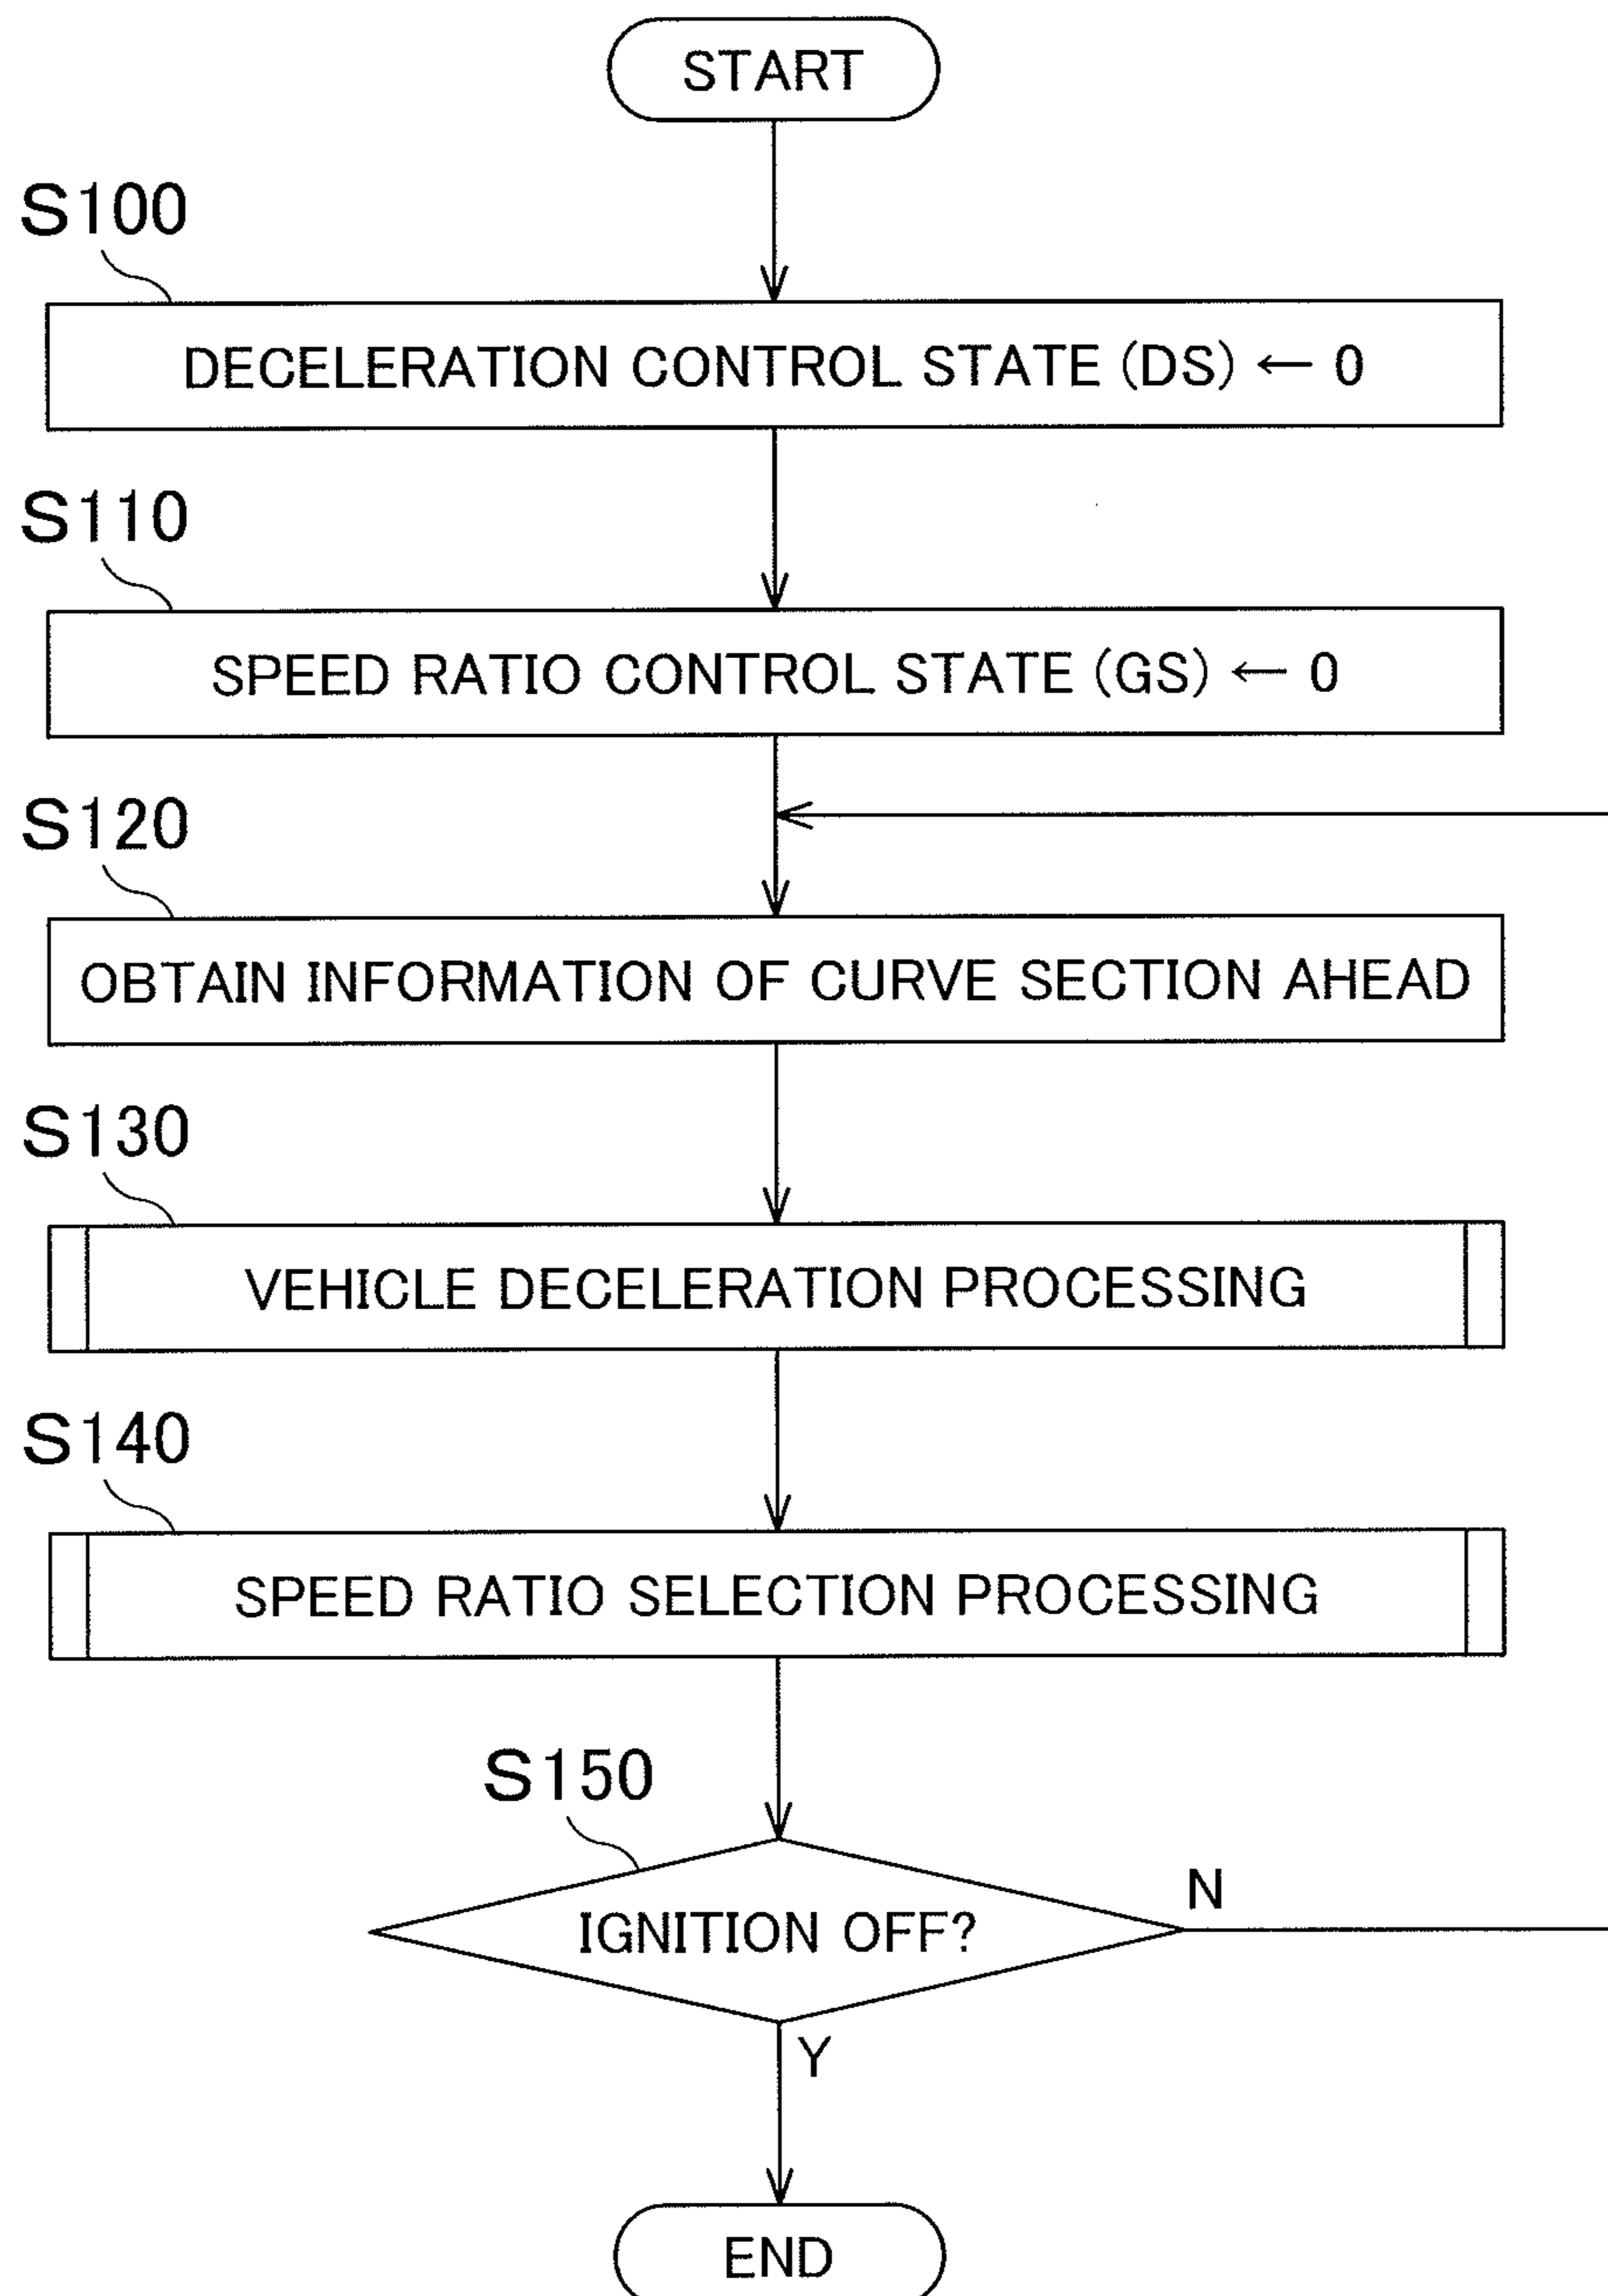 START
S100
DECELERATION CONTROL STATE (DS) ← 0
S110
SPEED RATIO CONTROL STATE (GS) ← 0
S120
OBTAIN INFORMATION OF CURVE SECTION AHEAD
S130
VEHICLE DECELERATION PROCESSING
S140
SPEED RATIO SELECTION PROCESSING
S150
IGNITION OFF?
N
Y
END